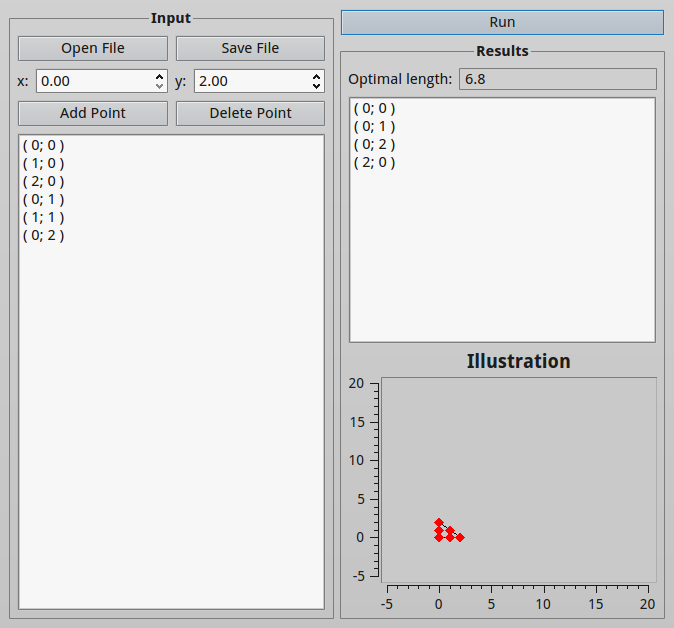 Input
Open File
Save File
x: 0.00
y: 2.00
Add Point
Delete Point
( 0; 0 )
( 1; 0 )
( 2; 0 )
( 0; 1 )
( 1; 1 )
( 0; 2 )
Run
Results
Optimal length: 6.8
( 0; 0 )
( 0; 1 )
( 0; 2 )
( 2; 0 )
Illustration
20
15
10
5
0
-5
-5 0 5 10 15 20